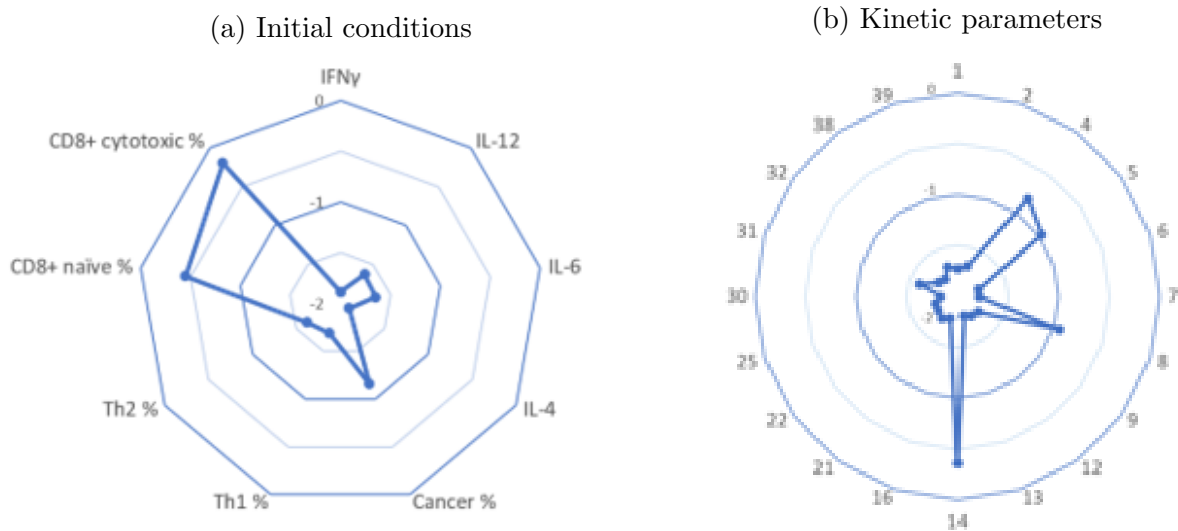 (a) Initial conditions
IFNγ
0
IL-12
CD8+ cytotoxic %
-1
CD8+ naïve %
IL-6
-2
Th2 %
IL-4
Th1 %
Cancer %
(b) Kinetic parameters
1
0
39
2
38
4
32
5
-1
31
6
30
7
-2
25
8
22
9
21
12
16
13
14